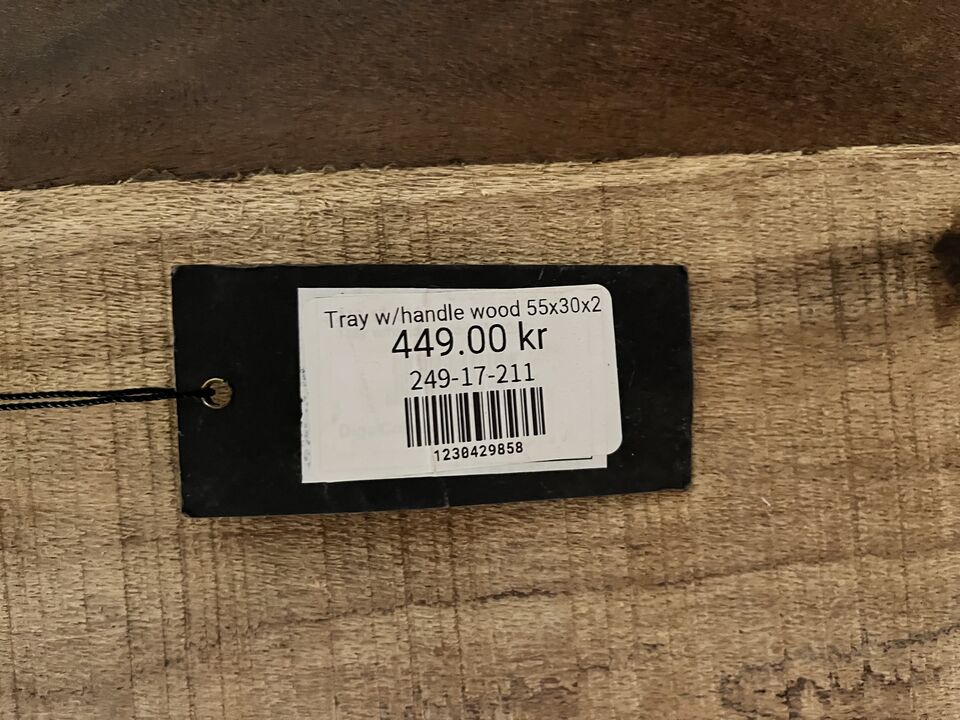 Tray w/handle wood 55x30x2
449.00 kr
249-17-211
1230429858